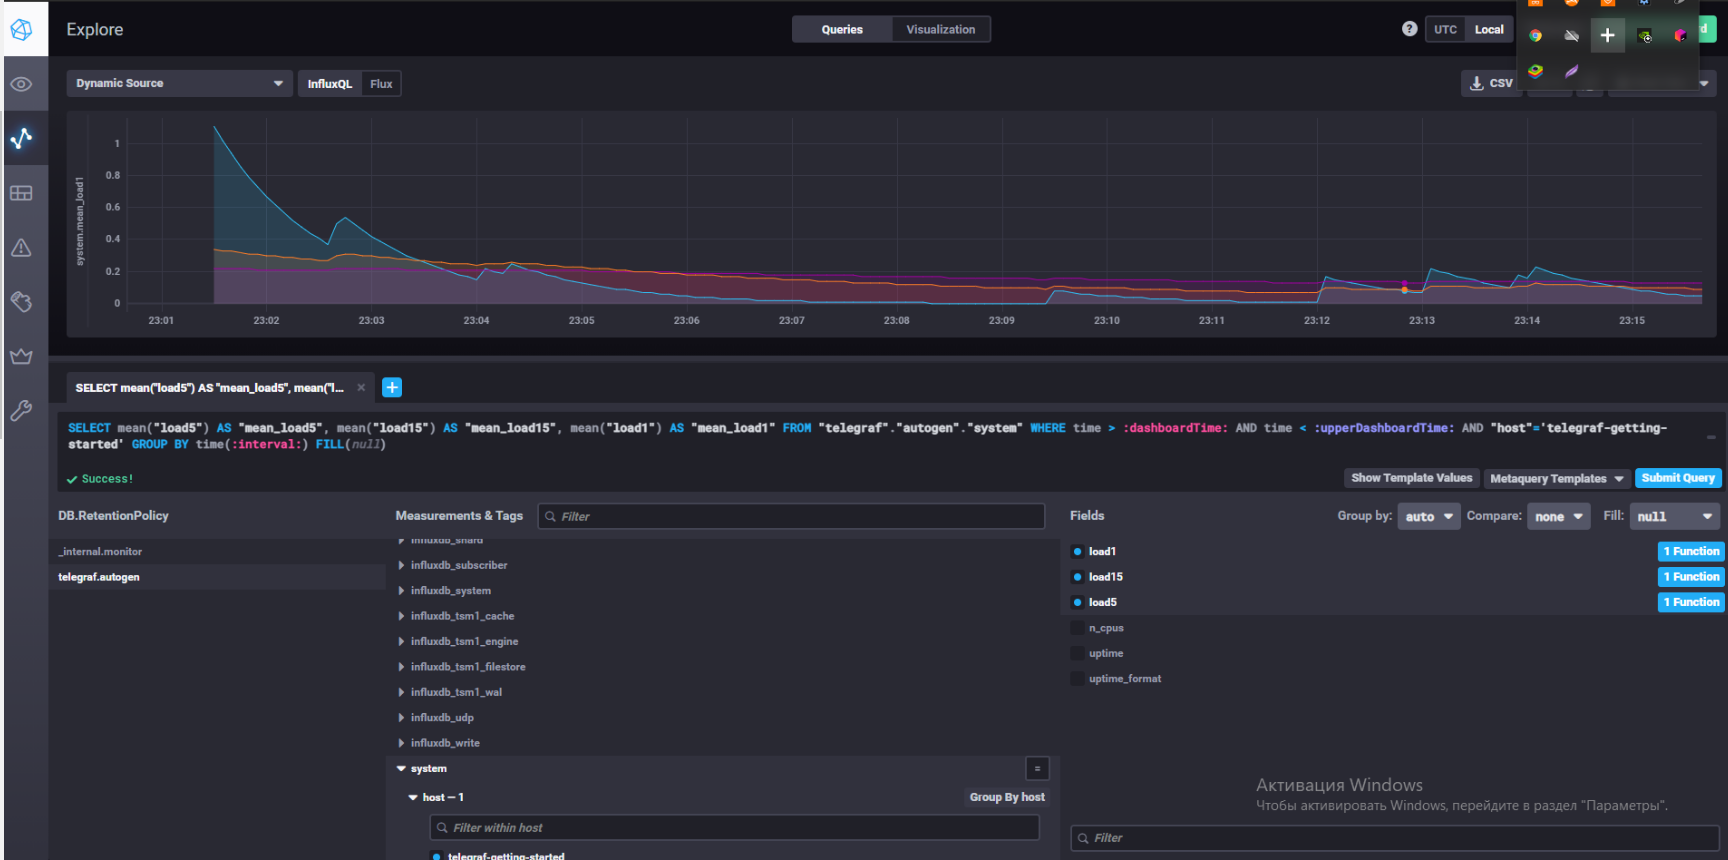 Explore
Queries
Visualization
UTC
Local
Dynamic Source
InfluxQL
Flux
CSV
system.mean_load1
1
0.8
0.6
0.4
0.2
0
23:01
23:02
23:03
23:04
23:05
23:06
23:07
23:08
23:09
23:10
23:11
23:12
23:13
23:14
23:15
SELECT mean("load5") AS "mean_load5", mean("l...
SELECT mean("load5") AS "mean_load5", mean("load15") AS "mean_load15", mean("load1") AS "mean_load1" FROM "telegraf"."autogen"."system" WHERE time > :dashboardTime: AND time < :upperDashboardTime: AND "host"='telegraf-getting-
started' GROUP BY time(:interval:) FILL(null)
Success!
Show Template Values
Metaquery Templates
Submit Query
DB.RetentionPolicy
Measurements & Tags
Filter
Fields
Group by:
auto
Compare:
none
Fill:
null
_internal.monitor
telegraf.autogen
influxdb_shard
influxdb_subscriber
influxdb_system
influxdb_tsm1_cache
influxdb_tsm1_engine
influxdb_tsm1_filestore
influxdb_tsm1_wal
influxdb_udp
influxdb_write
system
=
host – 1
Group By host
Filter within host
telegraf-getting-started
load1
1 Function
load15
1 Function
load5
1 Function
n_cpus
uptime
uptime_format
Активация Windows
Чтобы активировать Windows, перейдите в раздел "Параметры".
Filter